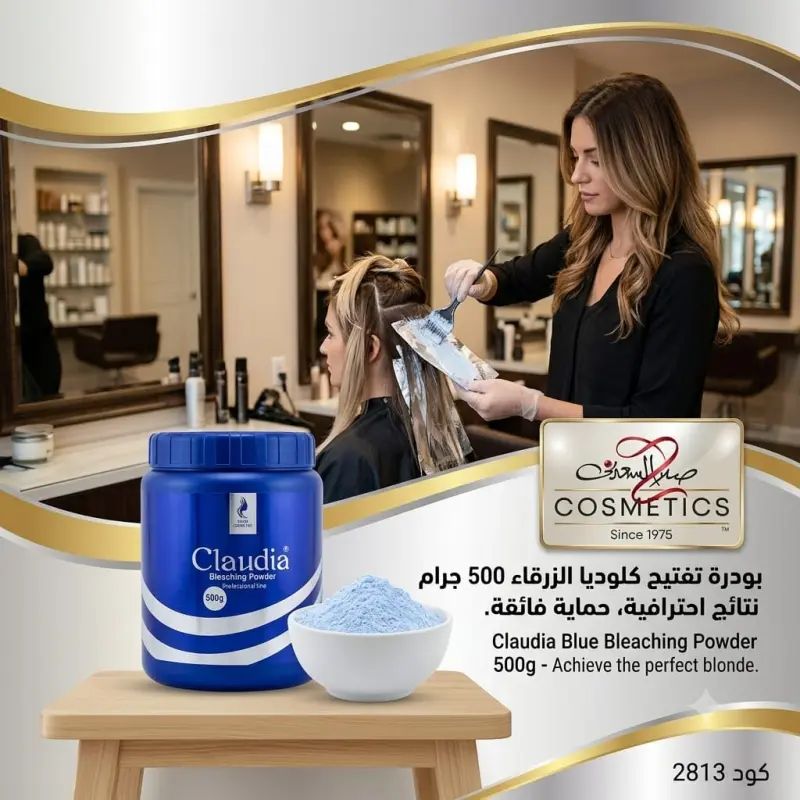 Claudia®
Bleaching Powder
Professional line
500g
COSMETICS
Since 1975
TM
بودرة تفتيح كلوديا الزرقاء 500 جرام
نتائج احترافية، حماية فائقة.
Claudia Blue Bleaching Powder
500g - Achieve the perfect blonde.
كود 2813